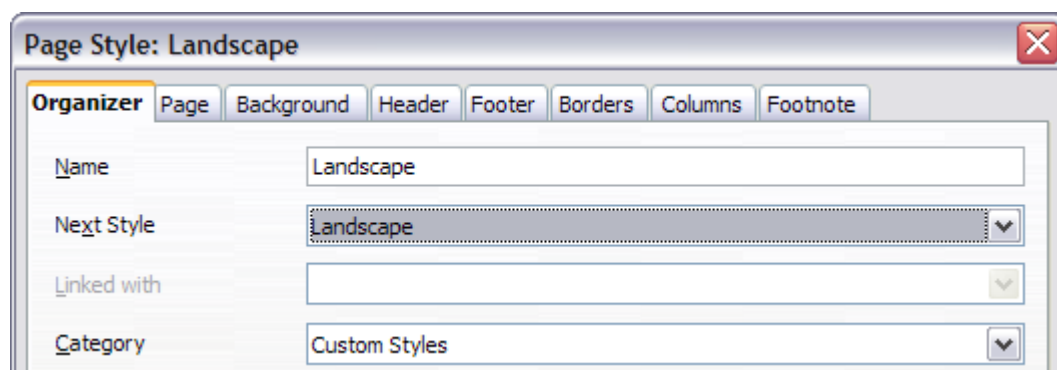 Page Style: Landscape
Organizer Page Background Header Footer Borders Columns Footnote
Name Landscape
Next Style Landscape
Linked with
Category Custom Styles